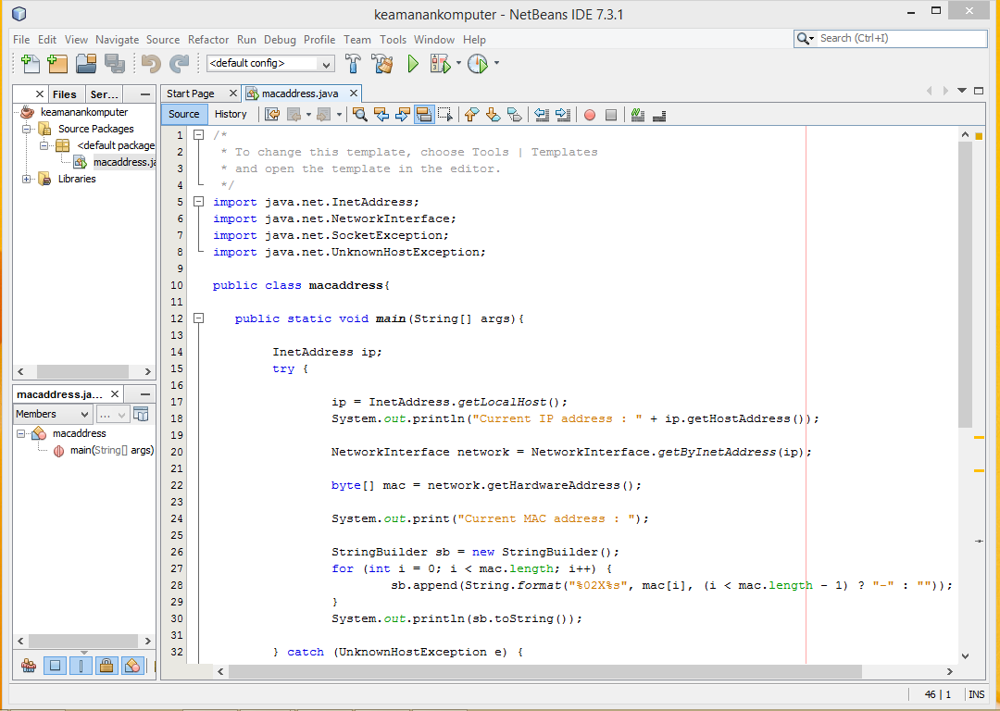 keamanankomputer - NetBeans IDE 7.3.1
File Edit View Navigate Source Refactor Run Debug Profile Team Tools Window Help
Search (Ctrl+I)
<default config>
Files Ser...
keamanankomputer
Source Packages
<default package
macaddress.ja
Libraries
macaddress.ja...
Members
...
macaddress
main(String[] args)
Start Page macaddress.java
Source History
1 /*
2 * To change this template, choose Tools | Templates
3 * and open the template in the editor.
4 */
5 import java.net.InetAddress;
6 import java.net.NetworkInterface;
7 import java.net.SocketException;
8 import java.net.UnknownHostException;
9
10 public class macaddress{
11
12 public static void main(String[] args){
13
14 InetAddress ip;
15 try {
16
17 ip = InetAddress.getLocalHost();
18 System.out.println("Current IP address : " + ip.getHostAddress());
19
20 NetworkInterface network = NetworkInterface.getByInetAddress(ip);
21
22 byte[] mac = network.getHardwareAddress();
23
24 System.out.print("Current MAC address : ");
25
26 StringBuilder sb = new StringBuilder();
27 for (int i = 0; i < mac.length; i++) {
28 sb.append(String.format("%02X%s", mac[i], (i < mac.length - 1) ? "-" : ""));
29 }
30 System.out.println(sb.toString());
31
32 } catch (UnknownHostException e) {
46 | 1 INS